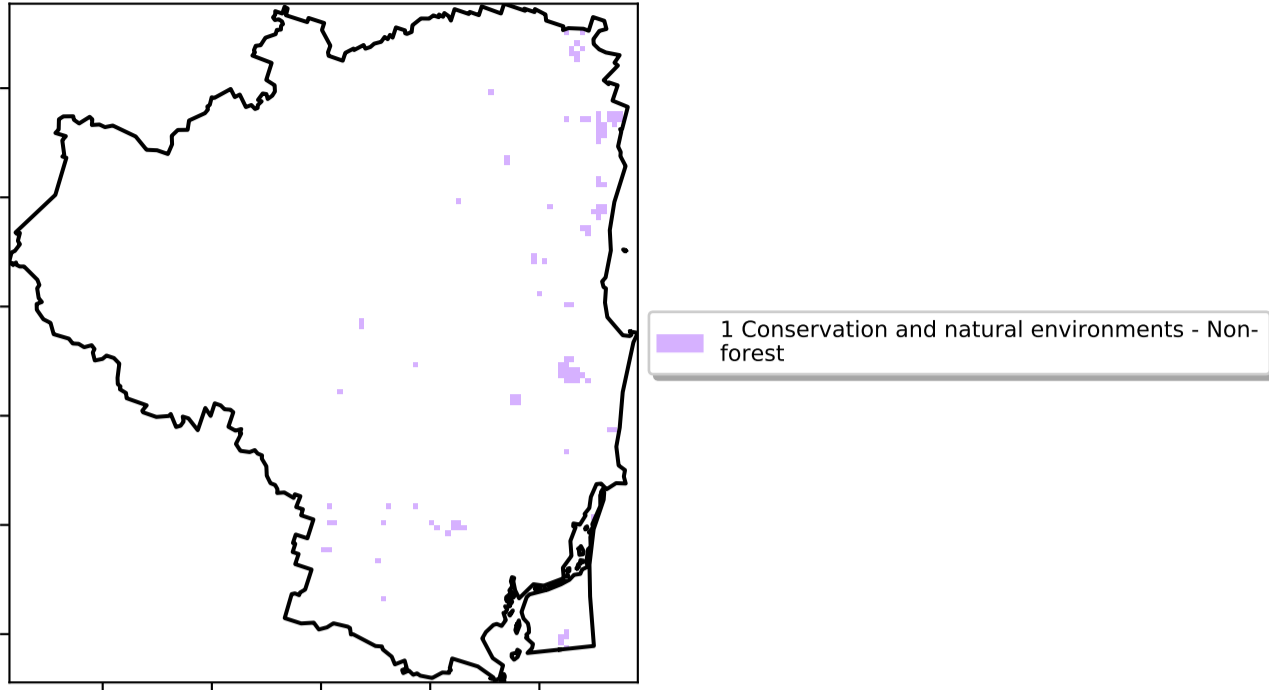 1 Conservation and natural environments - Non-
forest